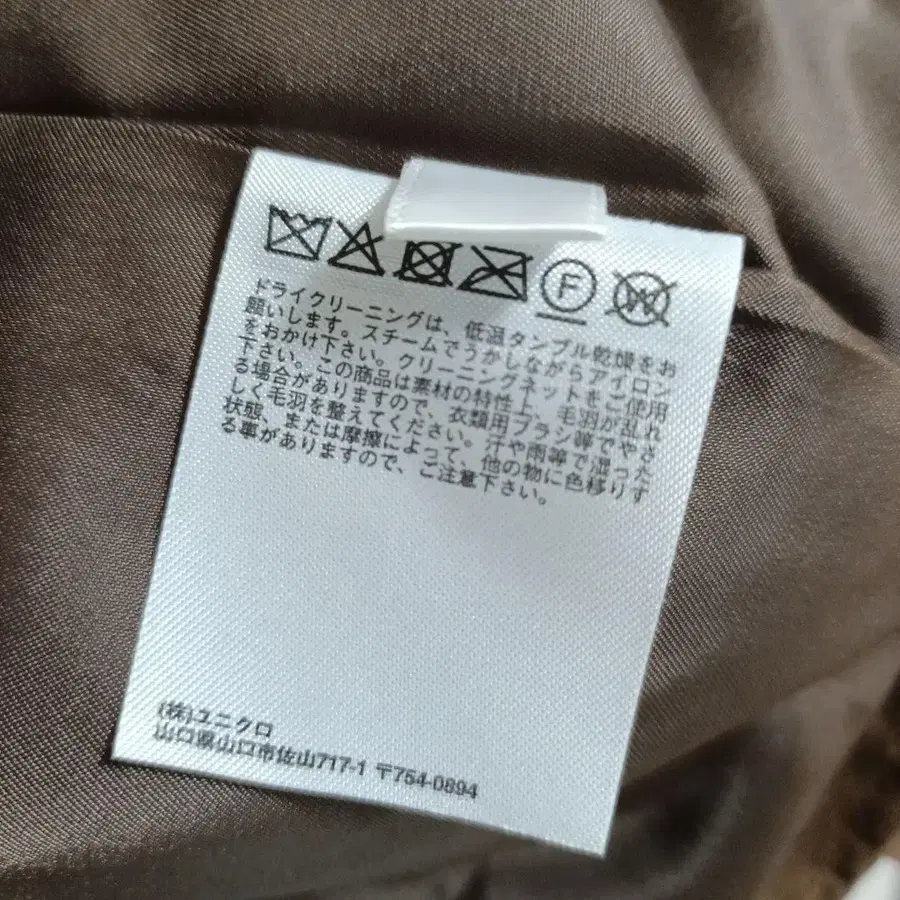 F W
ドライクリーニングは、低温タンブル乾燥をお
願いします。スチームでうかしながらアイロン
をおかけ下さい。クリーニングネットをご使用
下さい。この商品は素材の特性上、毛羽が乱れ
る場合がありますので、衣類用ブラシ等でやさ
しく毛羽を整えてください。汗や雨等で湿った
状態、または摩擦によって、他の物に色移りす
る事がありますので、ご注意下さい。
(株)ユニクロ
山口県山口市佐山717-1 〒754-0894